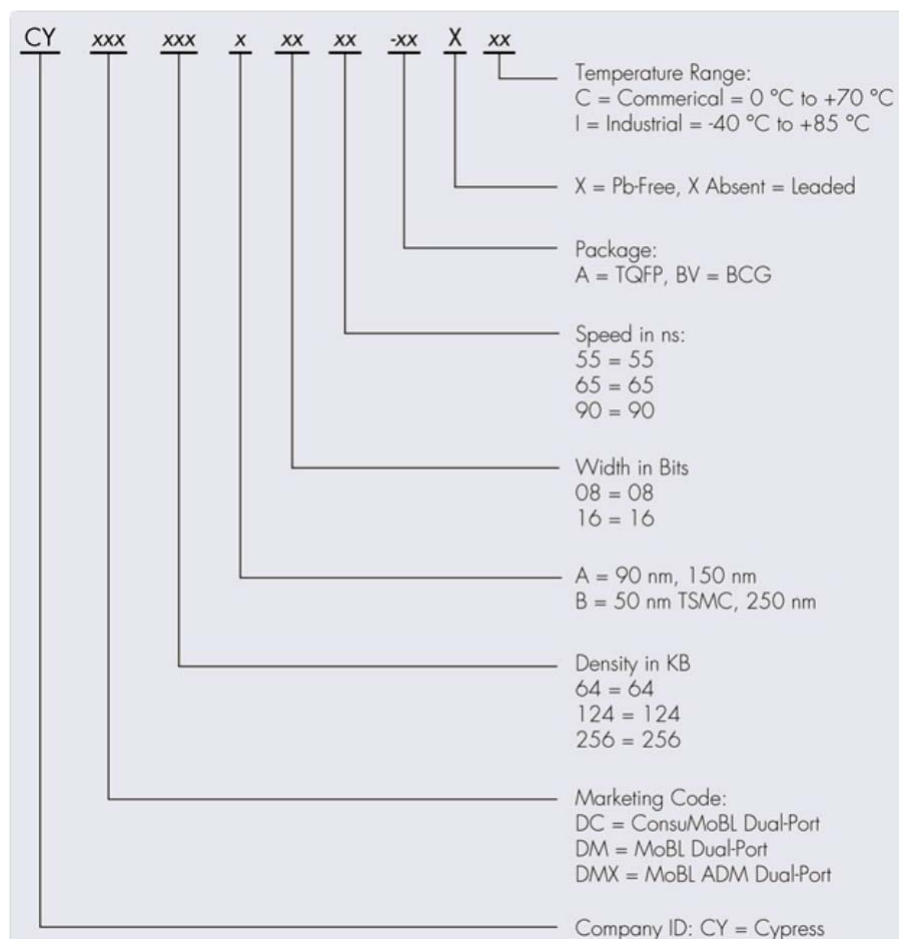 CY xxx xxx x xx xx -xx X xx
Temperature Range:
C = Commerical = 0 °C to +70 °C
I = Industrial = -40 °C to +85 °C
X = Pb-Free, X Absent = Leaded
Package:
A = TQFP, BV = BCG
Speed in ns:
55 = 55
65 = 65
90 = 90
Width in Bits
08 = 08
16 = 16
A = 90 nm, 150 nm
B = 50 nm TSMC, 250 nm
Density in KB
64 = 64
124 = 124
256 = 256
Marketing Code:
DC = ConsuMoBL Dual-Port
DM = MoBL Dual-Port
DMX = MoBL ADM Dual-Port
Company ID: CY = Cypress